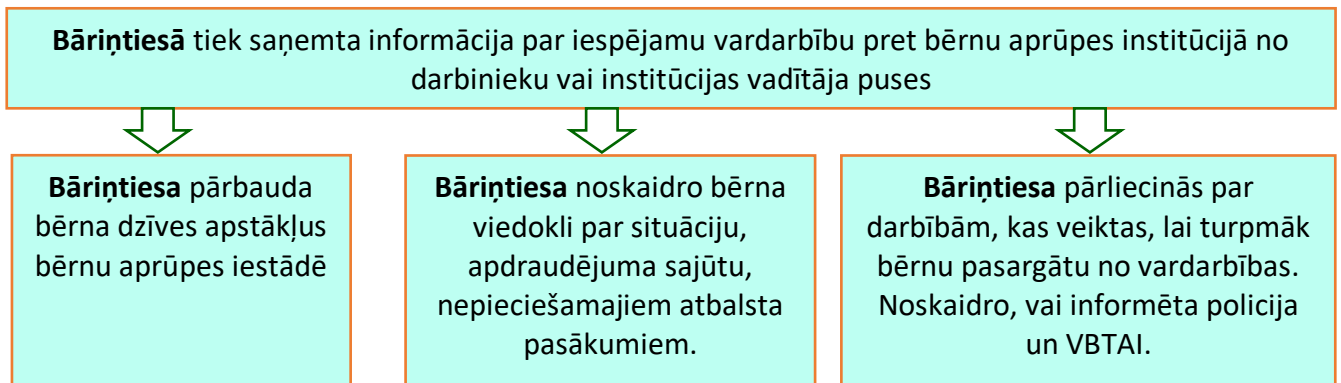 Bāriņtiesā tiek saņemta informācija par iespējamu vardarbību pret bērnu aprūpes institūcijā no
darbinieku vai institūcijas vadītāja puses
Bāriņtiesa pārbauda
bērna dzīves apstākļus
bērnu aprūpes iestādē
Bāriņtiesa noskaidro bērna
viedokli par situāciju,
apdraudējuma sajūtu,
nepieciešamajiem atbalsta
pasākumiem.
Bāriņtiesa pārliecinās par
darbībām, kas veiktas, lai turpmāk
bērnu pasargātu no vardarbības.
Noskaidro, vai informēta policija
un VBTAI.